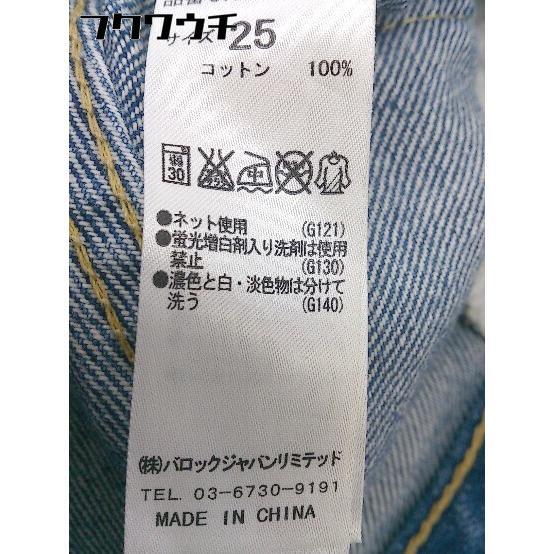 フクワウチ
サイズ 25
コットン 100%
弱
30
中
ネット使用 (G121)
蛍光増白剤入り洗剤は使用
禁止 (G130)
濃色と白・淡色物は分けて
洗う (G140)
(株)バロックジャパンリミテッド
TEL. 03-6730-9191
MADE IN CHINA